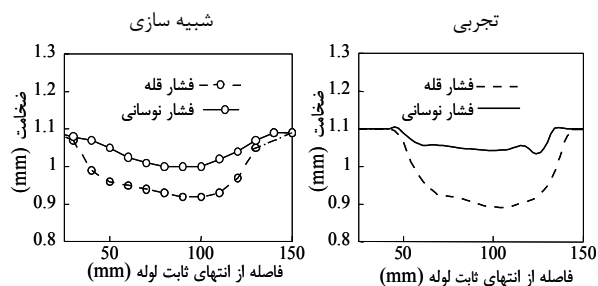 شبیه سازی
1.3
1.2
1.1
1
0.9
0.8
ضخامت (mm)
فشار قله
فشار نوسانی
50 100 150
فاصله از انتهای ثابت لوله (mm)
تجربی
1.3
1.2
1.1
1
0.9
0.8
ضخامت (mm)
فشار قله
فشار نوسانی
50 100 150
فاصله از انتهای ثابت لوله (mm)